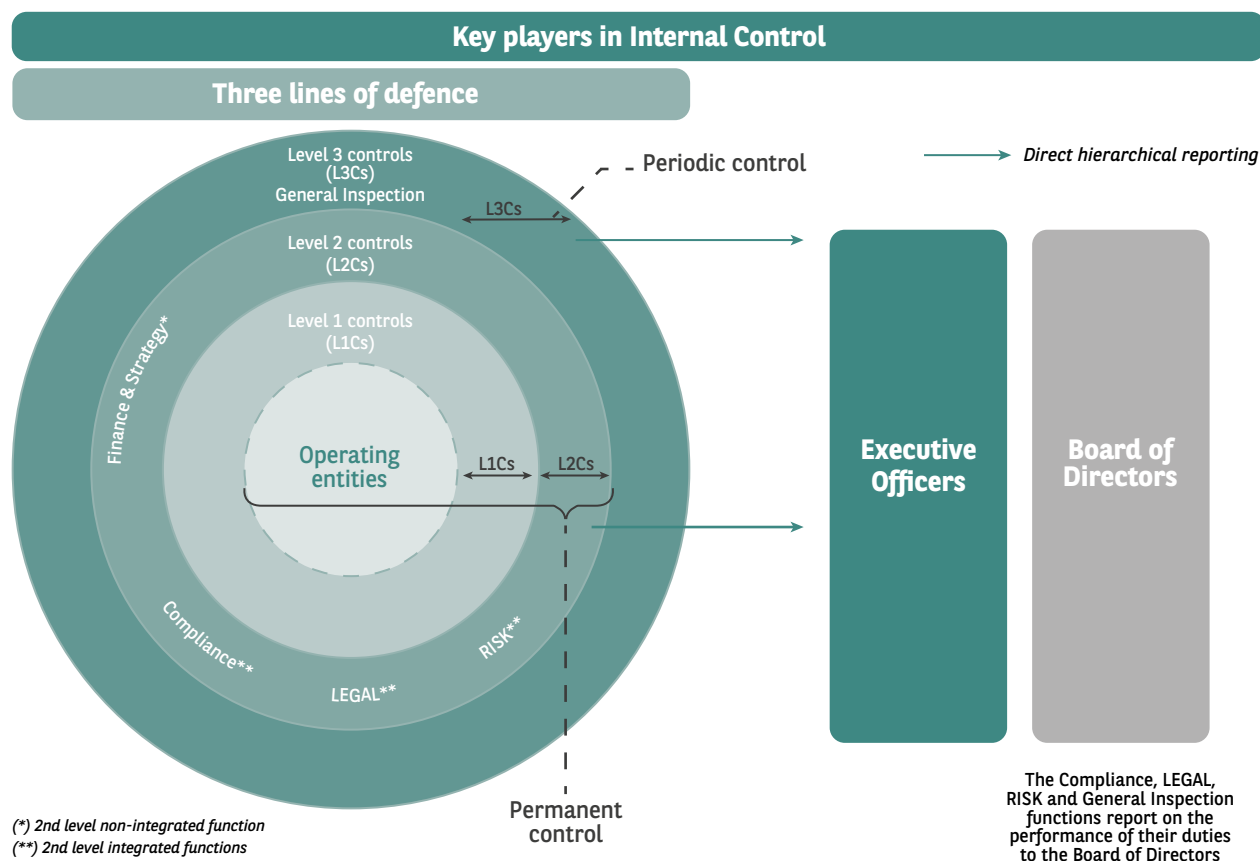 Key players in Internal Control
Three lines of defence
Level 3 controls
(L3Cs)
General Inspection
Periodic control
Direct hierarchical reporting
L3Cs
Level 2 controls
(L2Cs)
Level 1 controls
(L1Cs)
Finance & Strategy*
Operating
entities
L1Cs
L2Cs
Executive
Officers
Board of
Directors
Compliance**
LEGAL**
RISK**
Permanent
control
The Compliance, LEGAL,
RISK and General Inspection
functions report on the
performance of their duties
to the Board of Directors
(*) 2nd level non-integrated function
(**) 2nd level integrated functions